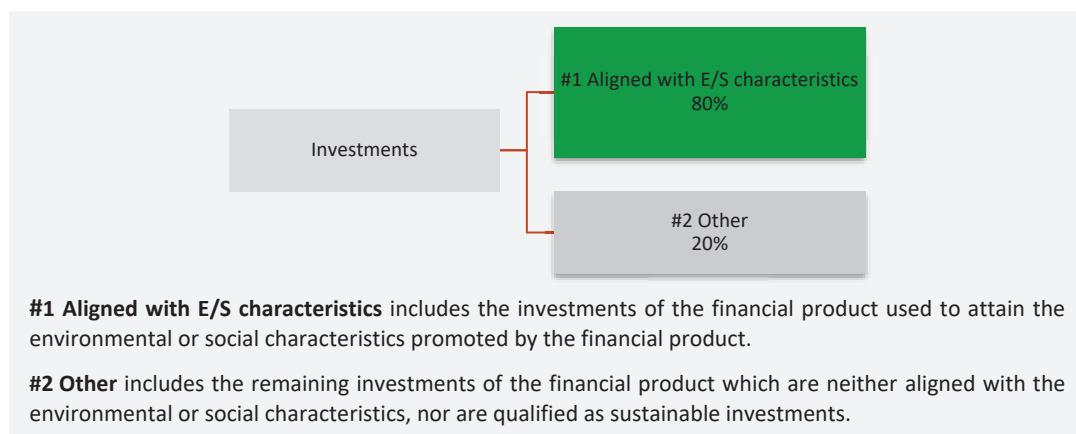 #1 Aligned with E/S characteristics
80%
Investments
#2 Other
20%
#1 Aligned with E/S characteristics includes the investments of the financial product used to attain the
environmental or social characteristics promoted by the financial product.
#2 Other includes the remaining investments of the financial product which are neither aligned with the
environmental or social characteristics, nor are qualified as sustainable investments.